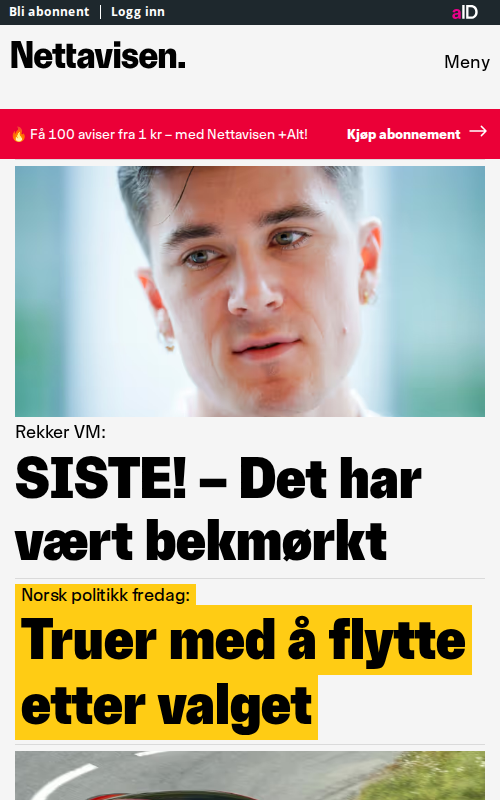 Bli abonnent | Logg inn
aID
Nettavisen.
Meny
🔥 Få 100 aviser fra 1 kr – med Nettavisen +Alt!
Kjøp abonnement →
Rekker VM:
SISTE! – Det har
vært bekmørkt
Norsk politikk fredag:
Truer med å flytte
etter valget